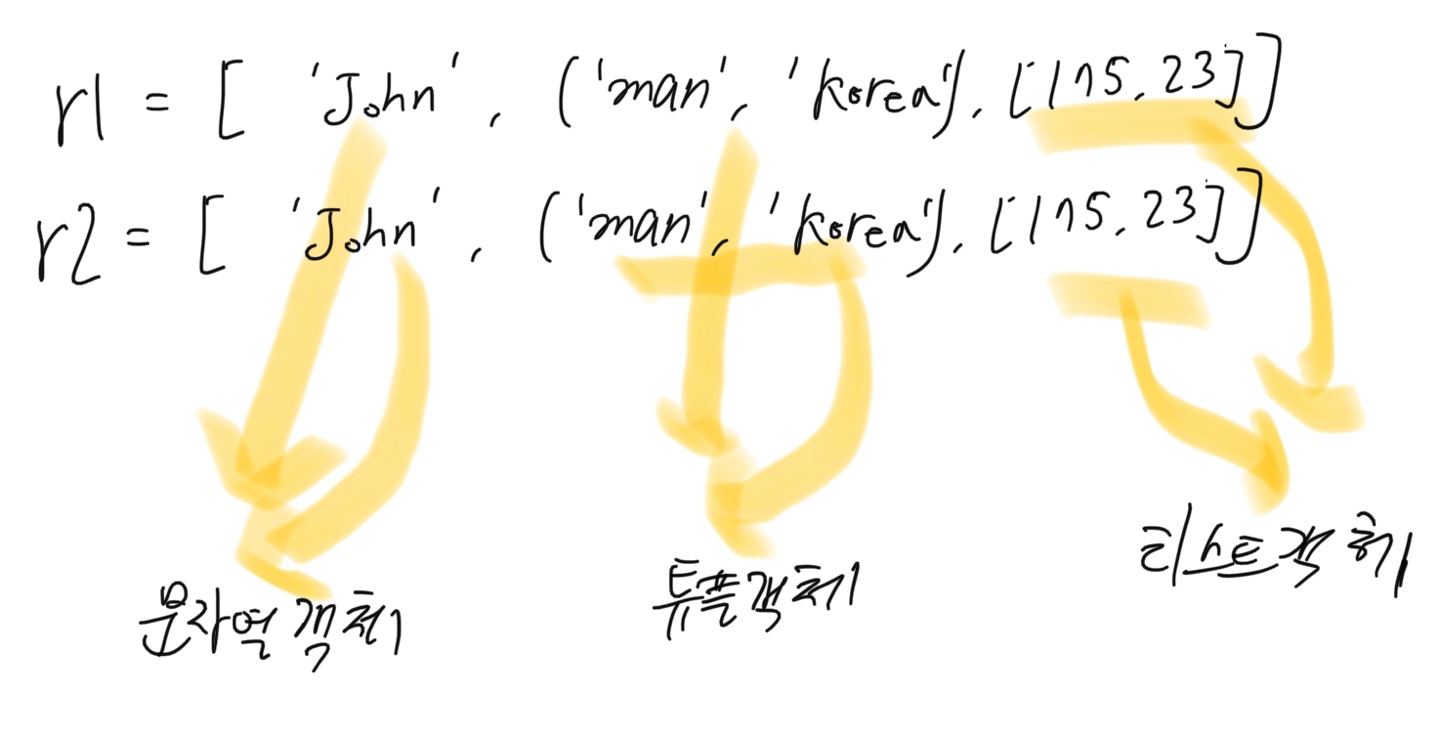 r1 = [ 'John', ('man', 'korea'), [175, 23]]
r2 = [ 'John', ('man', 'korea'), [175, 23]]
문자열 객체 튜플객체 리스트객체